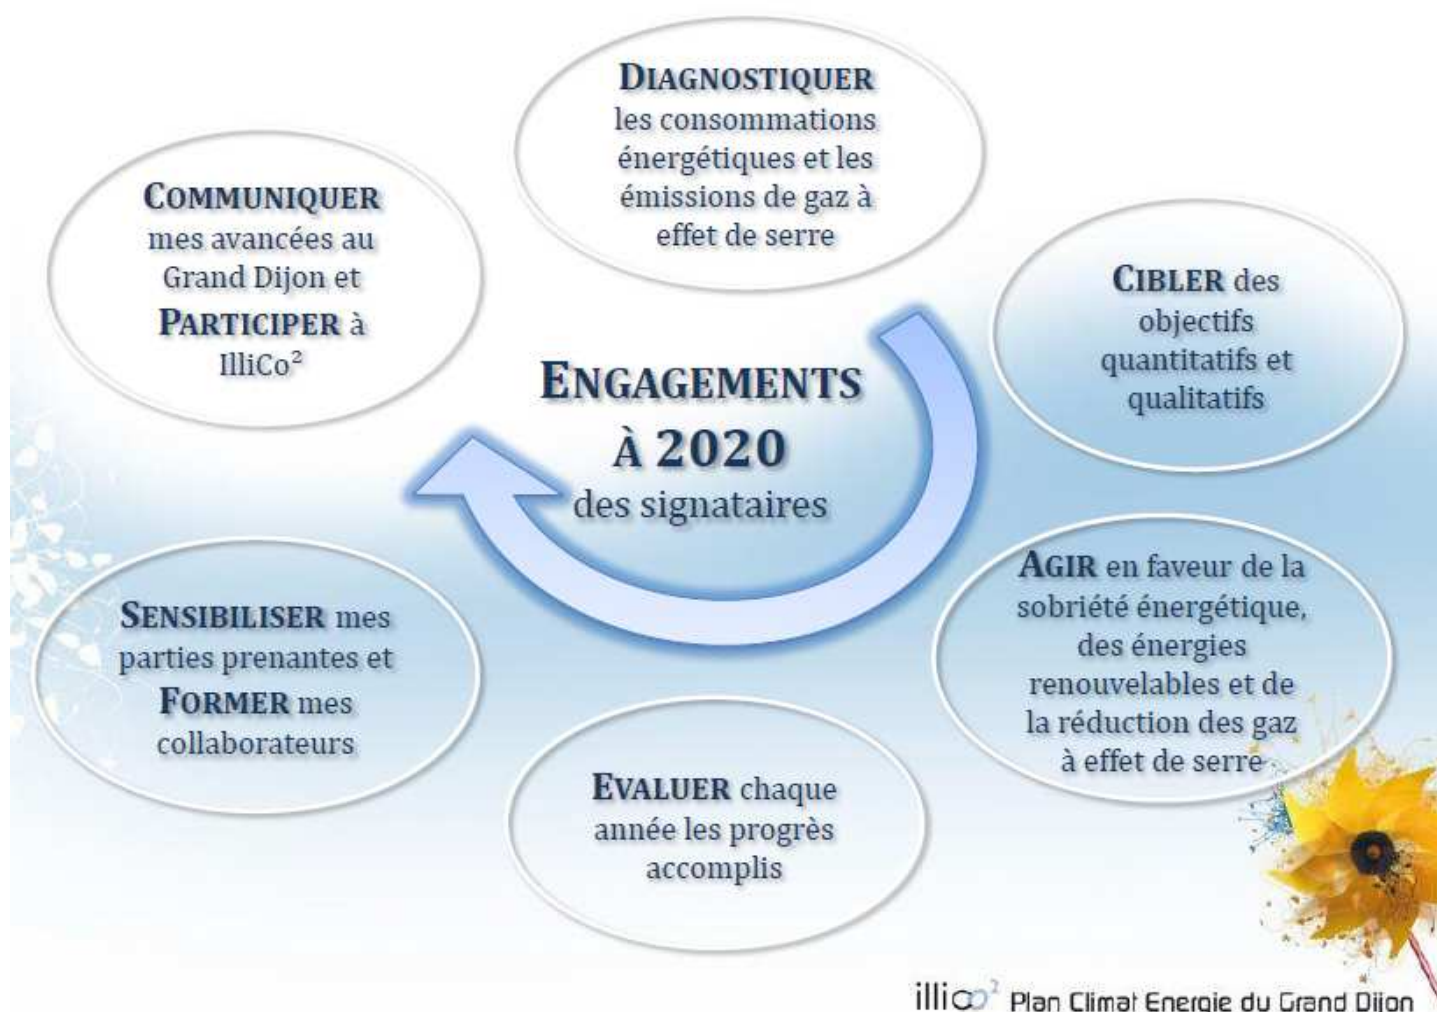 DIAGNOSTIQUER
les consommations
énergétiques et les
émissions de gaz à
effet de serre
CIBLER des
objectifs
quantitatifs et
qualitatifs
AGIR en faveur de la
sobriété énergétique,
des énergies
renouvelables et de
la réduction des gaz
à effet de serre
EVALUER chaque
année les progrès
accomplis
SENSIBILISER mes
parties prenantes et
FORMER mes
collaborateurs
COMMUNIQUER
mes avancées au
Grand Dijon et
PARTICIPER à
IlliCo²
ENGAGEMENTS
À 2020
des signataires
illico² Plan Climat Energie du Grand Dijon